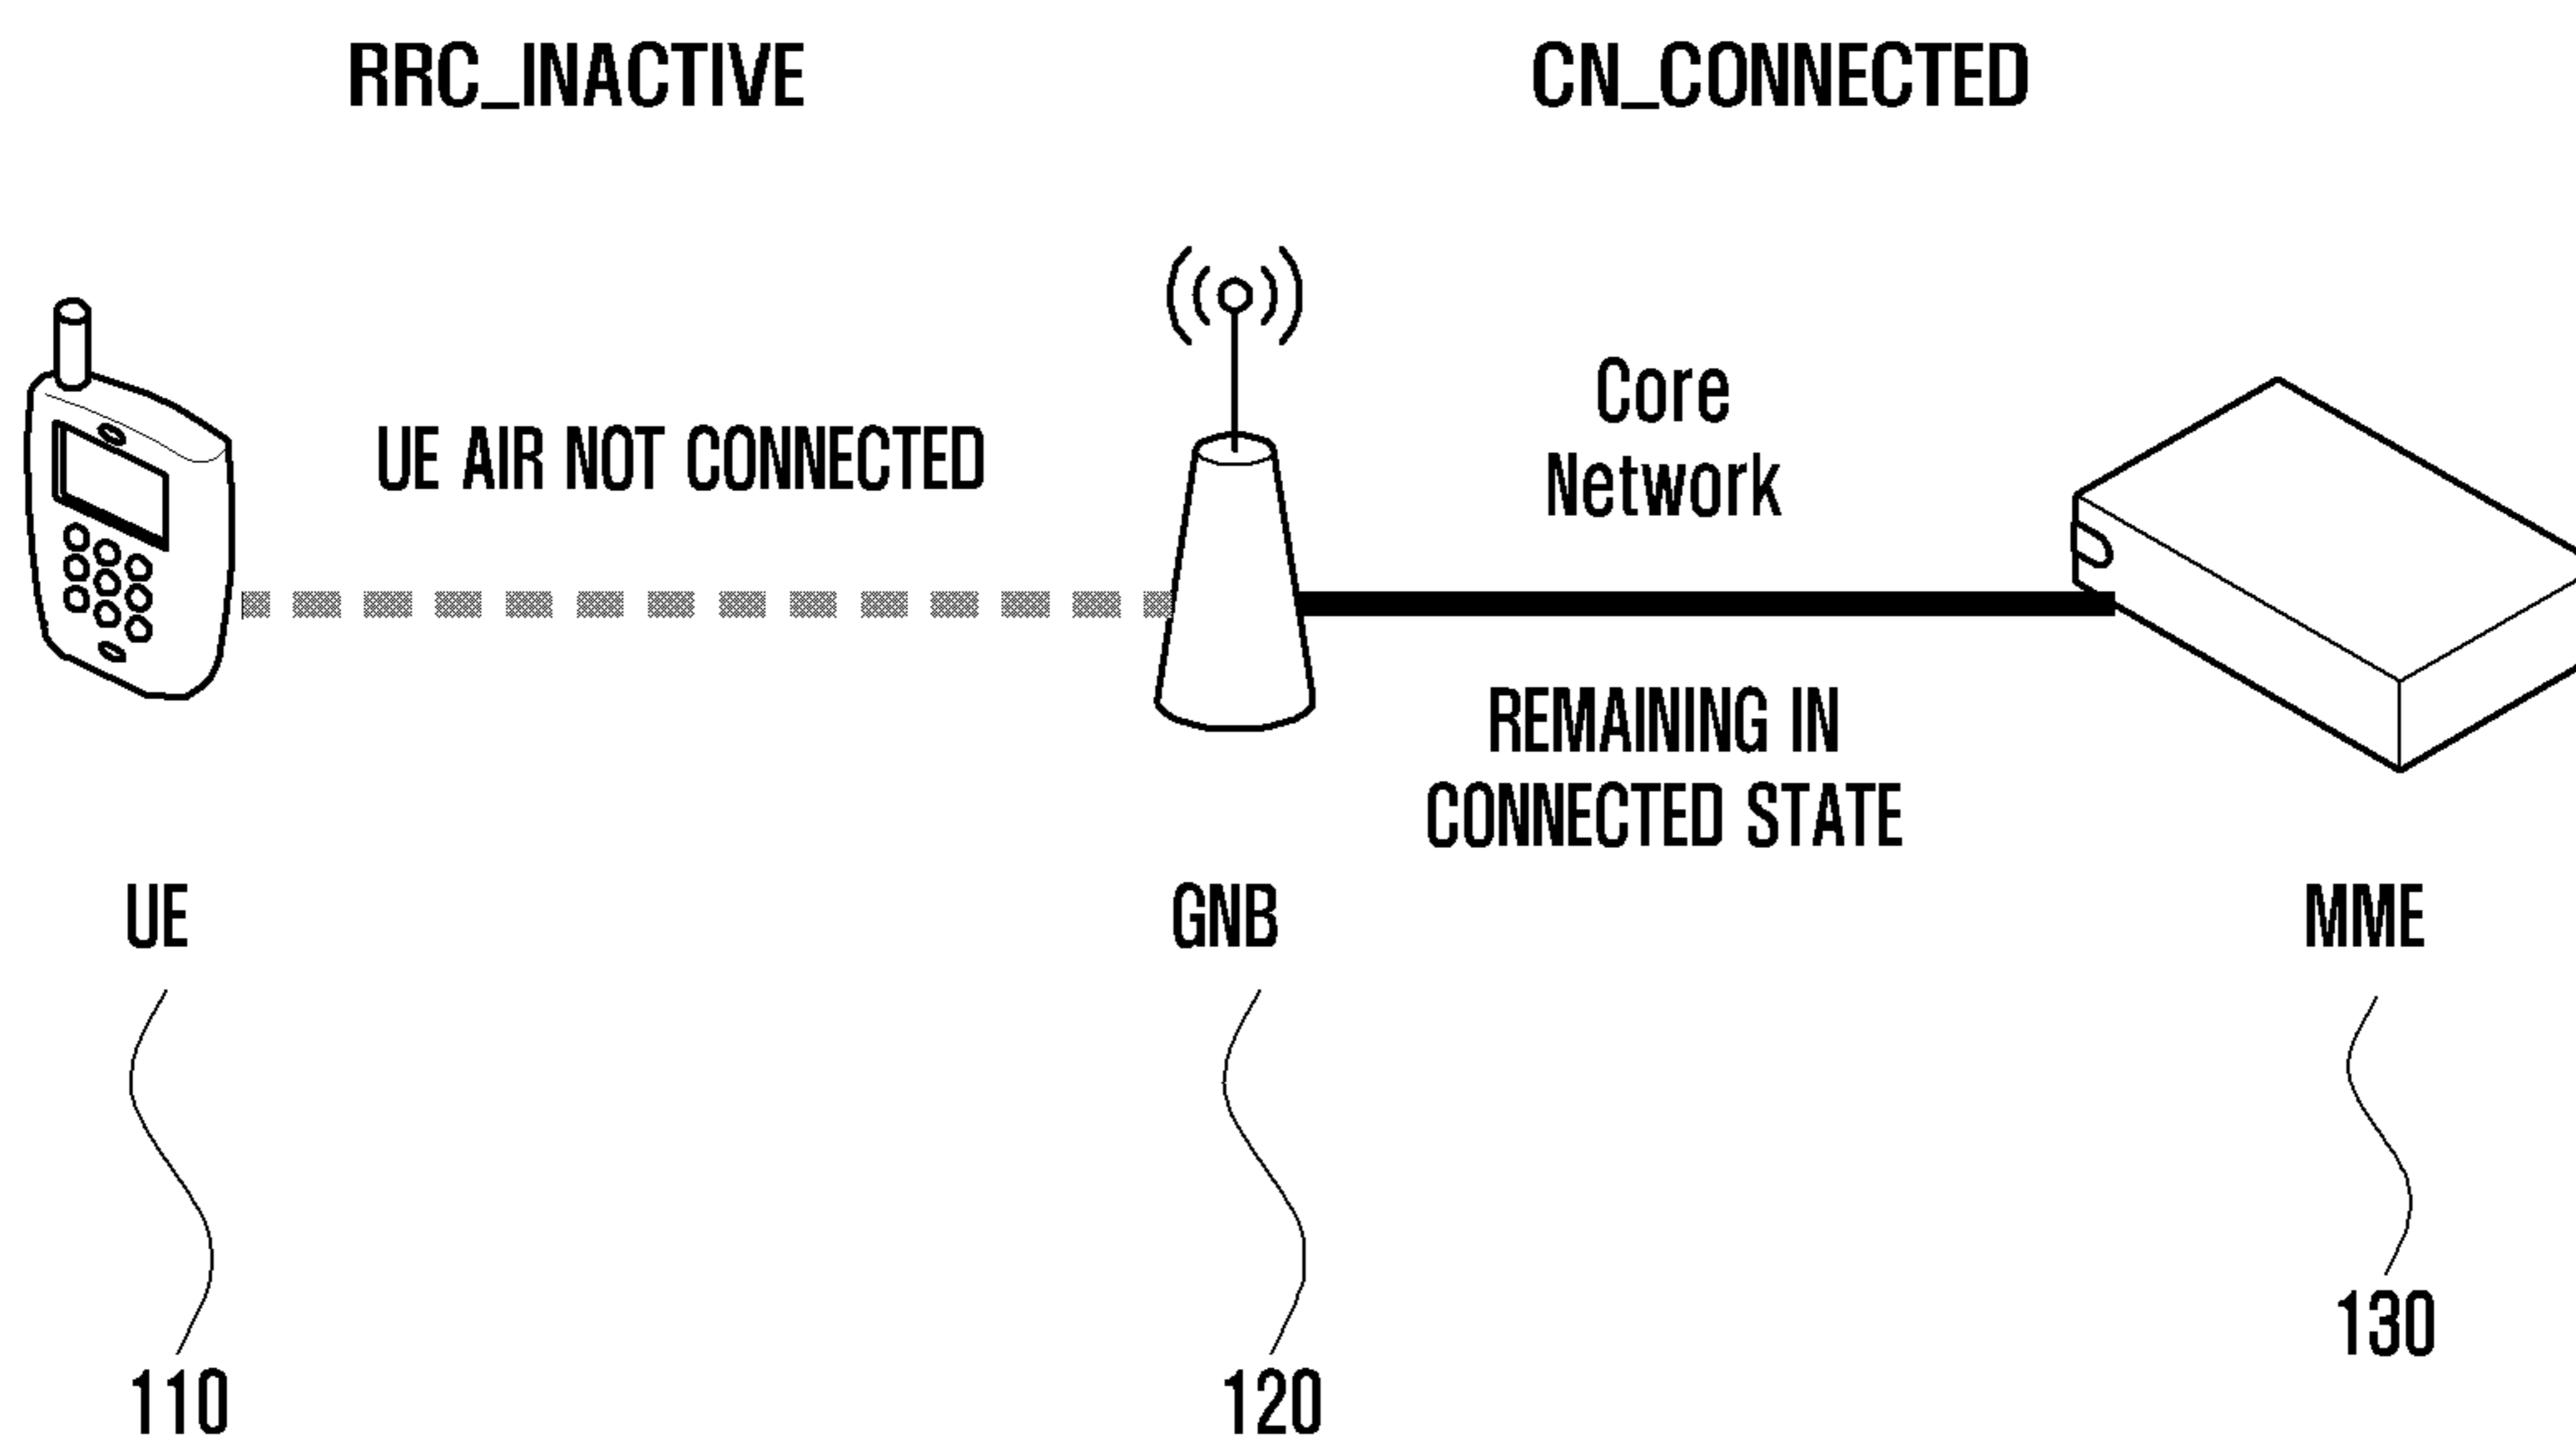 RRC_INACTIVE
CN_CONNECTED
UE AIR NOT CONNECTED
Core
Network
REMAINING IN
CONNECTED STATE
UE
GNB
MME
110
120
130